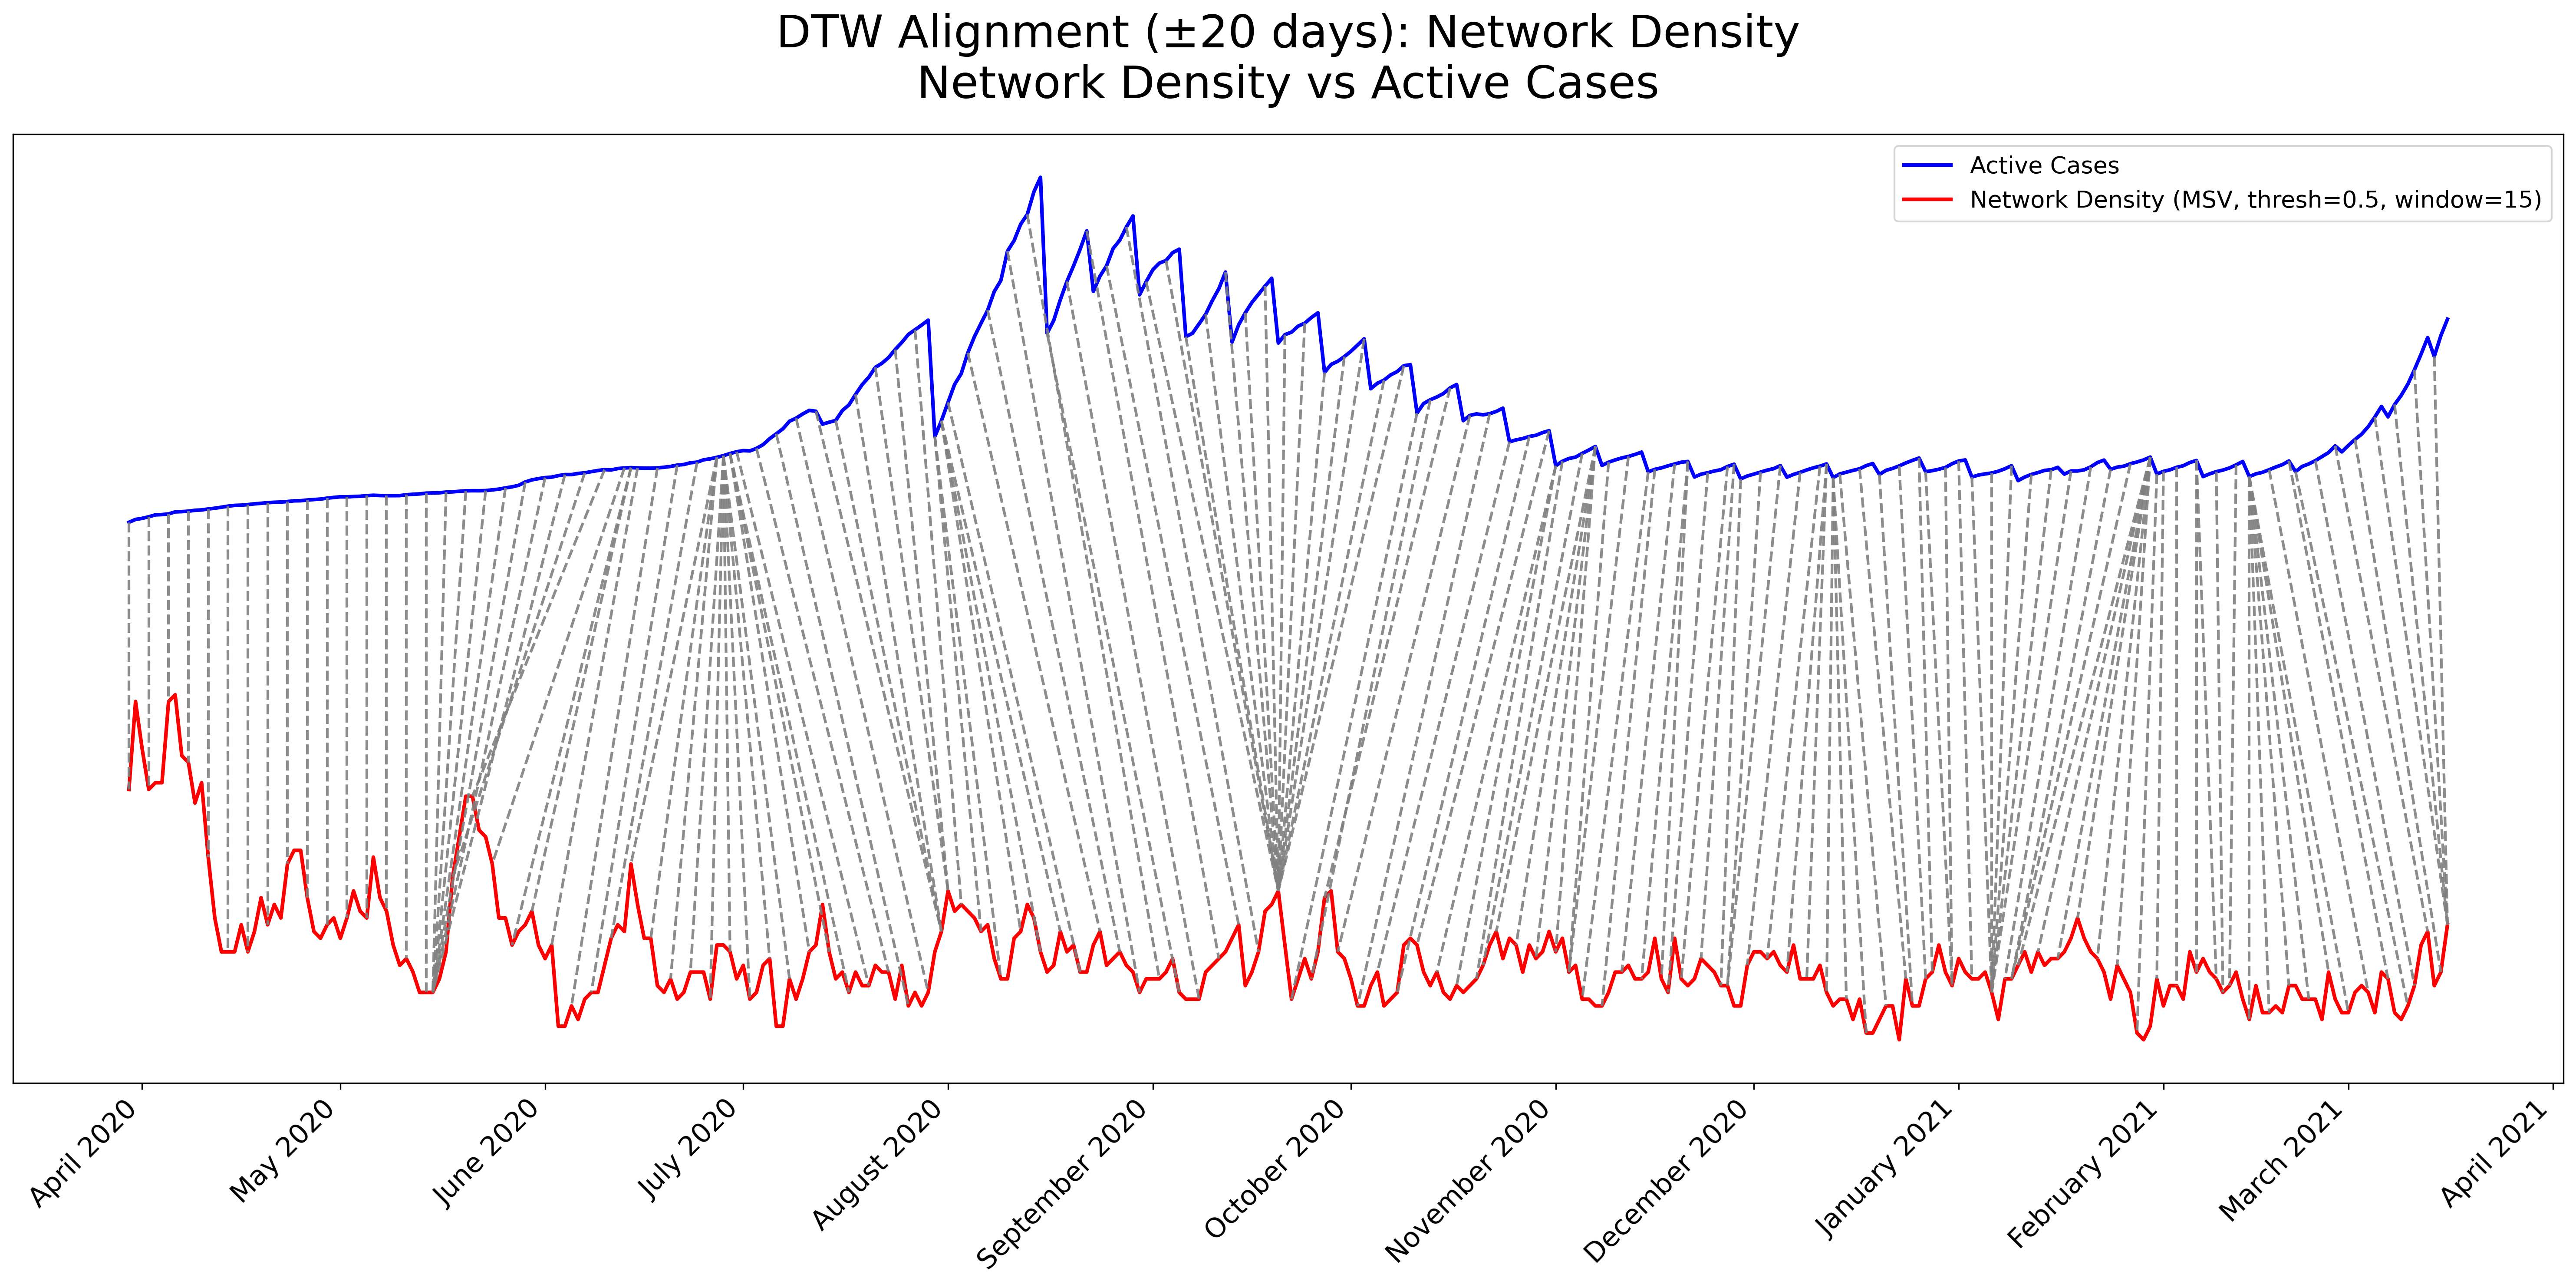 DTW Alignment (±20 days): Network Density
Network Density vs Active Cases
Active Cases
Network Density (MSV, thresh=0.5, window=15)
April 2020
May 2020
June 2020
July 2020
August 2020
September 2020
October 2020
November 2020
December 2020
January 2021
February 2021
March 2021
April 2021